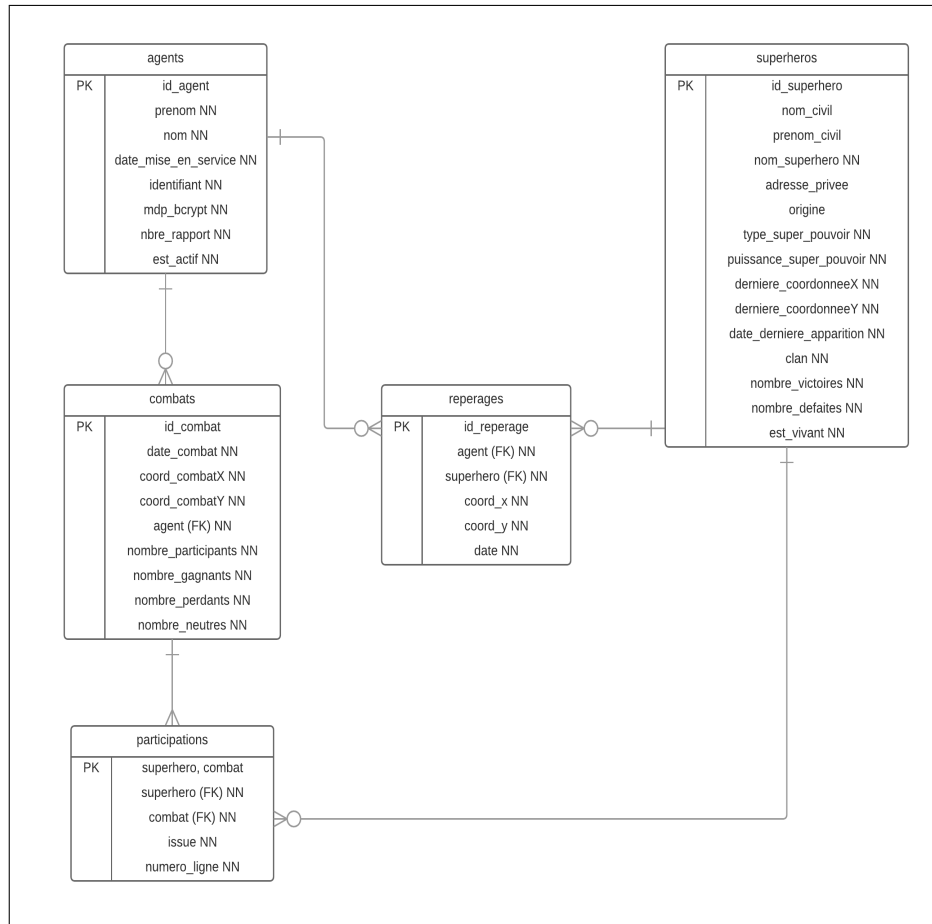 agents
PK
id_agent
prenom NN
nom NN
date_mise_en_service NN
identifiant NN
mdp_bcrypt NN
nbre_rapport NN
est_actif NN
superheros
PK
id_superhero
nom_civil
prenom_civil
nom_superhero NN
adresse_privee
origine
type_super_pouvoir NN
puissance_super_pouvoir NN
derniere_coordonneeX NN
derniere_coordonneeY NN
date_derniere_apparition NN
clan NN
nombre_victoires NN
nombre_defaites NN
est_vivant NN
combats
PK
id_combat
date_combat NN
coord_combatX NN
coord_combatY NN
agent (FK) NN
nombre_participants NN
nombre_gagnants NN
nombre_perdants NN
nombre_neutres NN
reperages
PK
id_reperage
agent (FK) NN
superhero (FK) NN
coord_x NN
coord_y NN
date NN
participations
PK
superhero, combat
superhero (FK) NN
combat (FK) NN
issue NN
numero_ligne NN